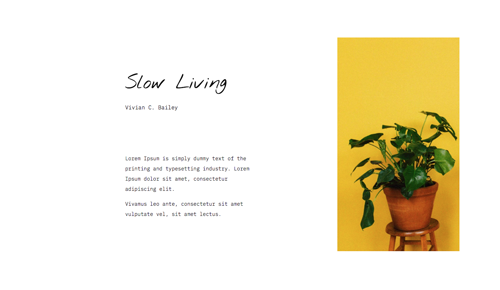 Slow Living
Vivian C. Bailey
Lorem Ipsum is simply dummy text of the
printing and typesetting industry. Lorem
Ipsum dolor sit amet, consectetur
adipiscing elit.
Vivamus leo ante, consectetur sit amet
vulputate vel, sit amet lectus.